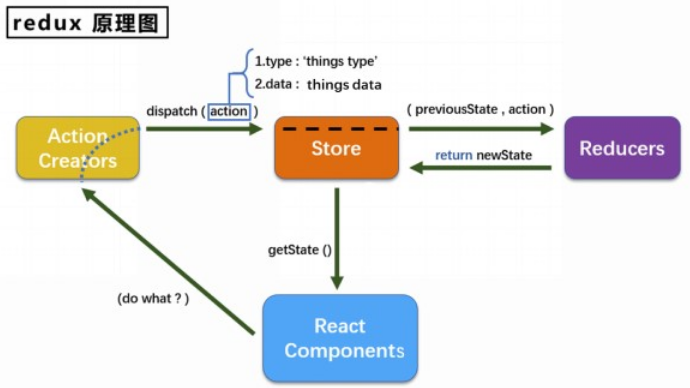 redux 原理图
1.type : ‘things type’
2.data : things data
dispatch ( action )
( previousState , action )
Action
Creators
Store
Reducers
return newState
getState ()
(do what ? )
React
Components